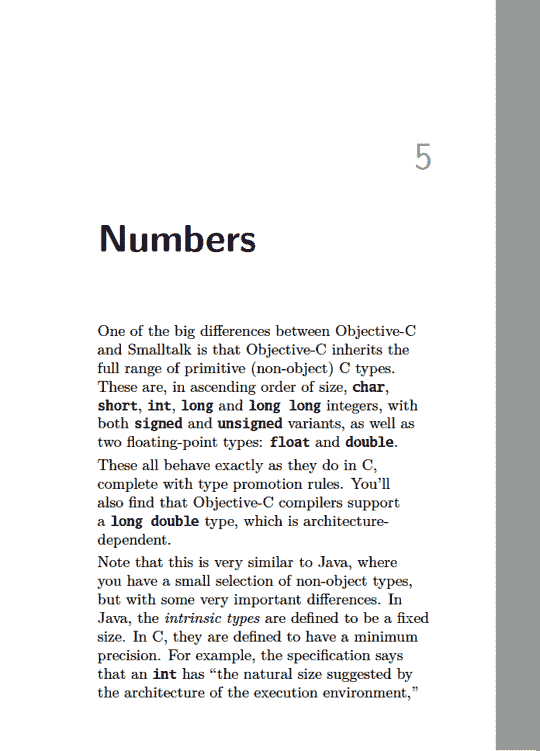 5
Numbers
One of the big differences between Objective-C
and Smalltalk is that Objective-C inherits the
full range of primitive (non-object) C types.
These are, in ascending order of size, char,
short, int, long and long long integers, with
both signed and unsigned variants, as well as
two floating-point types: float and double.
These all behave exactly as they do in C,
complete with type promotion rules. You'll
also find that Objective-C compilers support
a long double type, which is architecture-
dependent.
Note that this is very similar to Java, where
you have a small selection of non-object types,
but with some very important differences. In
Java, the intrinsic types are defined to be a fixed
size. In C, they are defined to have a minimum
precision. For example, the specification says
that an int has “the natural size suggested by
the architecture of the execution environment,”